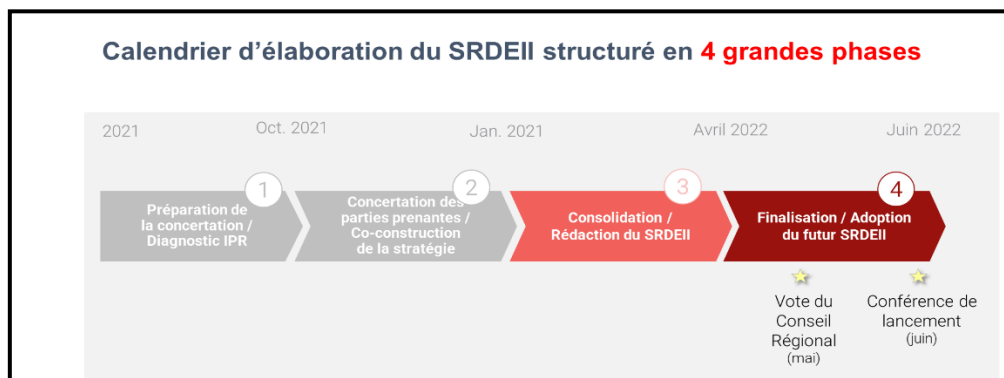 Calendrier d’élaboration du SRDEII structuré en 4 grandes phases
2021
Oct. 2021
Jan. 2021
Avril 2022
Juin 2022
1
Préparation de
la concertation /
Diagnostic IPR
2
Concertation des
parties prenantes /
Co-construction
de la stratégie
3
Consolidation /
Rédaction du SRDEII
4
Finalisation / Adoption
du futur SRDEII
Vote du
Conseil
Régional
(mai)
Conférence de
lancement
(juin)